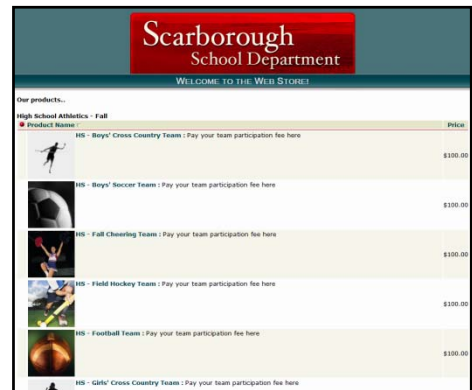 Scarborough
School Department
WELCOME TO THE WEB STORE!
Our products..
High School Athletics - Fall
Product Name Price
HS - Boys' Cross Country Team : Pay your team participation fee here
$100.00
HS - Boys' Soccer Team : Pay your team participation fee here
$100.00
HS - Fall Cheering Team : Pay your team participation fee here
$100.00
HS - Field Hockey Team : Pay your team participation fee here
$100.00
HS - Football Team : Pay your team participation fee here
$100.00
HS - Girls' Cross Country Team : Pay your team participation fee here